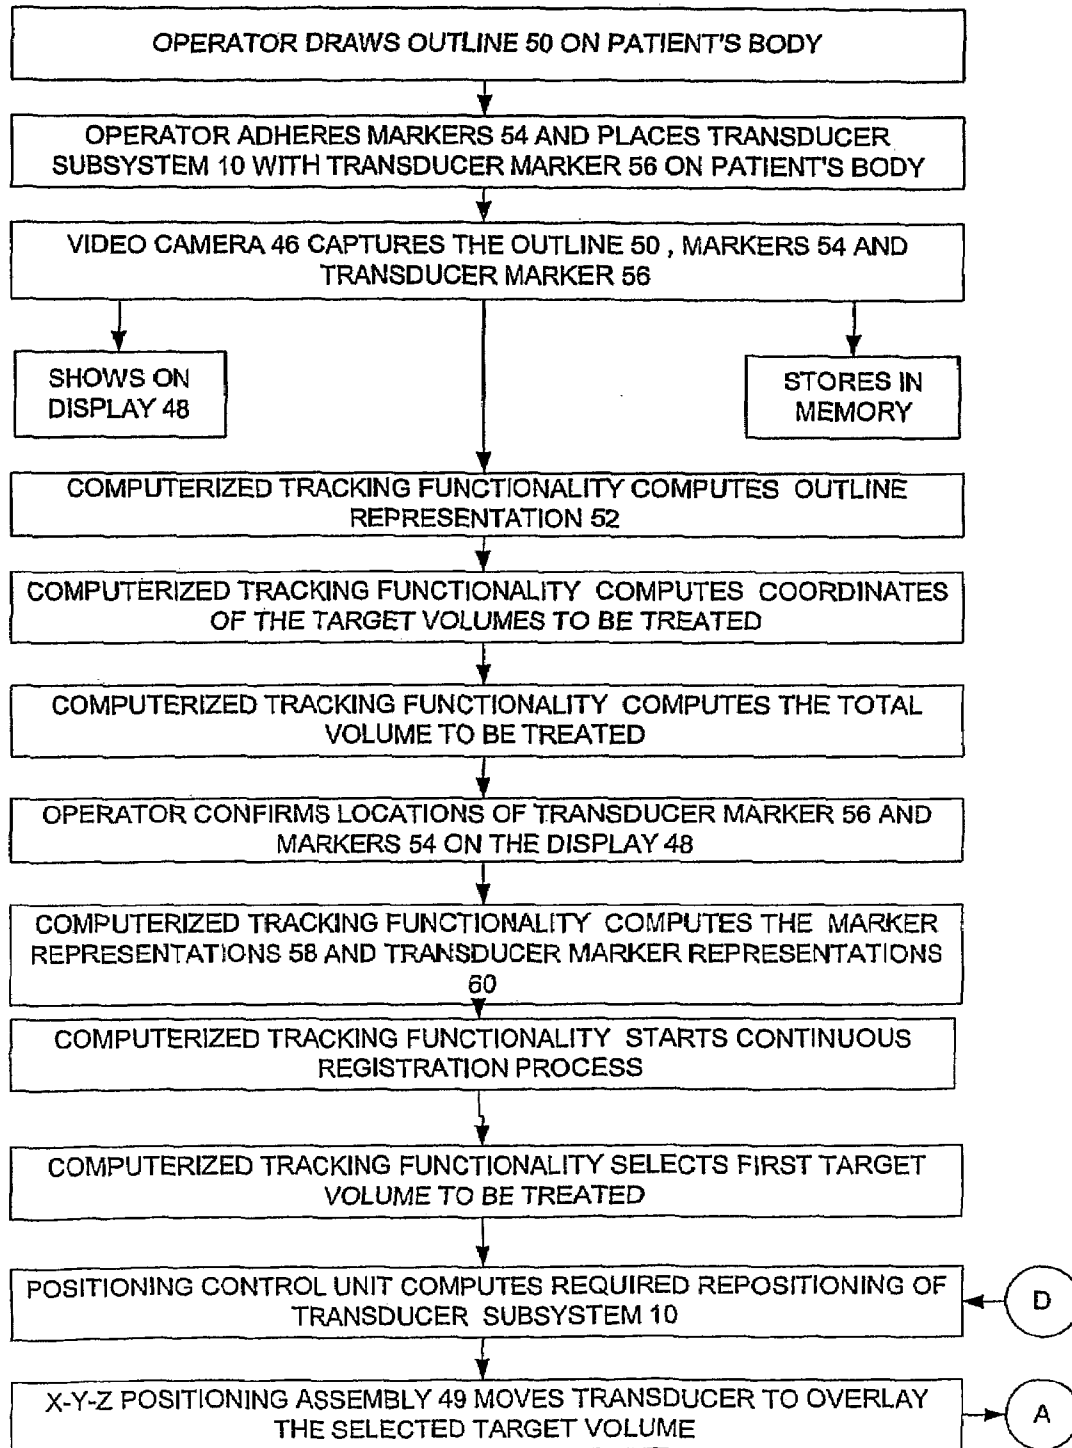 OPERATOR DRAWS OUTLINE 50 ON PATIENT'S BODY
OPERATOR ADHERES MARKERS 54 AND PLACES TRANSDUCER
SUBSYSTEM 10 WITH TRANSDUCER MARKER 56 ON PATIENT'S BODY
VIDEO CAMERA 46 CAPTURES THE OUTLINE 50 , MARKERS 54 AND
TRANSDUCER MARKER 56
SHOWS ON
DISPLAY 48
STORES IN
MEMORY
COMPUTERIZED TRACKING FUNCTIONALITY COMPUTES OUTLINE
REPRESENTATION 52
COMPUTERIZED TRACKING FUNCTIONALITY COMPUTES COORDINATES
OF THE TARGET VOLUMES TO BE TREATED
COMPUTERIZED TRACKING FUNCTIONALITY COMPUTES THE TOTAL
VOLUME TO BE TREATED
OPERATOR CONFIRMS LOCATIONS OF TRANSDUCER MARKER 56 AND
MARKERS 54 ON THE DISPLAY 48
COMPUTERIZED TRACKING FUNCTIONALITY COMPUTES THE MARKER
REPRESENTATIONS 58 AND TRANSDUCER MARKER REPRESENTATIONS
60
COMPUTERIZED TRACKING FUNCTIONALITY STARTS CONTINUOUS
REGISTRATION PROCESS
COMPUTERIZED TRACKING FUNCTIONALITY SELECTS FIRST TARGET
VOLUME TO BE TREATED
POSITIONING CONTROL UNIT COMPUTES REQUIRED REPOSITIONING OF
TRANSDUCER SUBSYSTEM 10
D
X-Y-Z POSITIONING ASSEMBLY 49 MOVES TRANSDUCER TO OVERLAY
THE SELECTED TARGET VOLUME
A